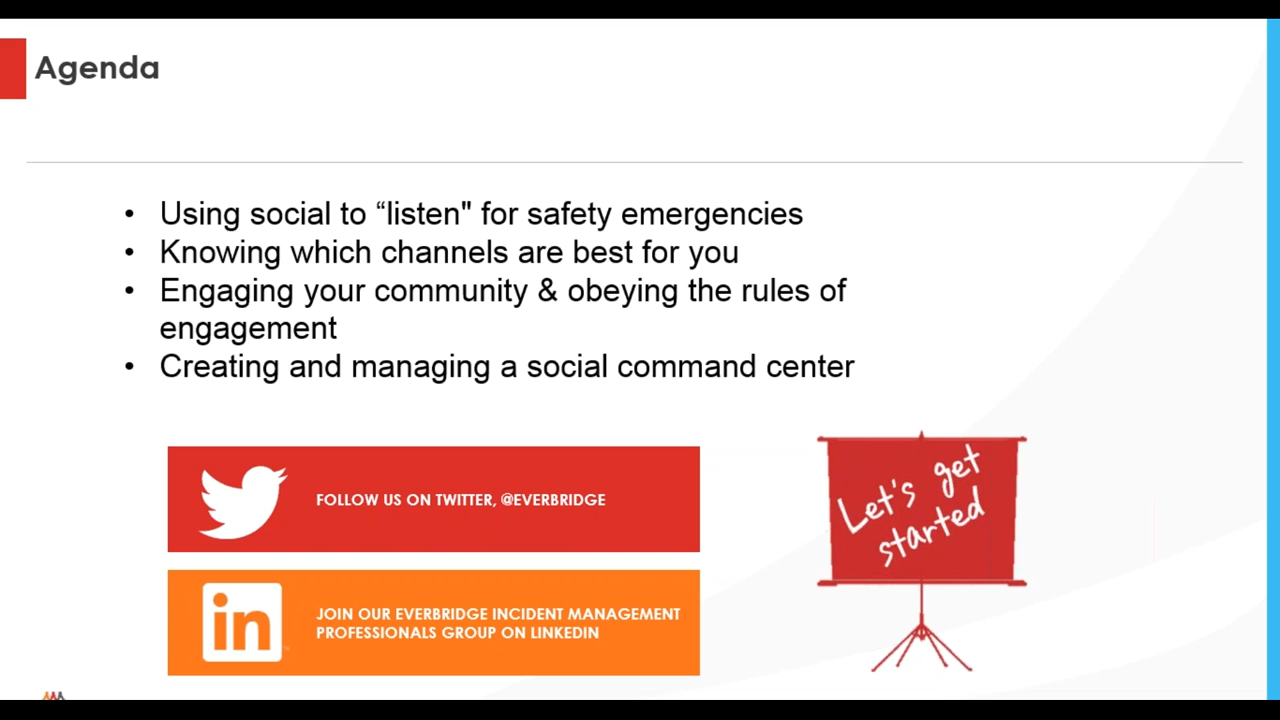 Agenda
• Using social to “listen" for safety emergencies
• Knowing which channels are best for you
• Engaging your community & obeying the rules of
engagement
• Creating and managing a social command center
FOLLOW US ON TWITTER, @EVERBRIDGE
in
JOIN OUR EVERBRIDGE INCIDENT MANAGEMENT
PROFESSIONALS GROUP ON LINKEDIN
Let's get
started